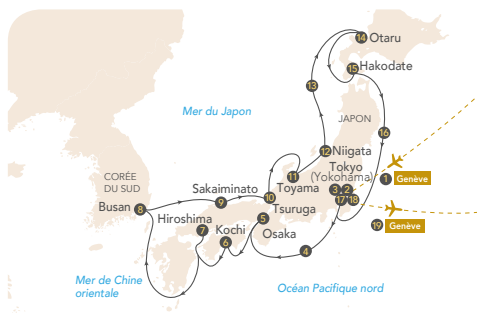 14 Otaru
15 Hakodate
13
Mer du Japon
JAPON
16
12 Niigata
Tokyo
(Yokohama)
11
CORÉE
DU SUD
1 Genève
3 2
Sakaiminato
Toyama
17 18
Busan 8
9
10
Tsuruga
Hiroshima
Kochi
5
19 Genève
7
6
Osaka
4
Mer de Chine
orientale
Océan Pacifique nord